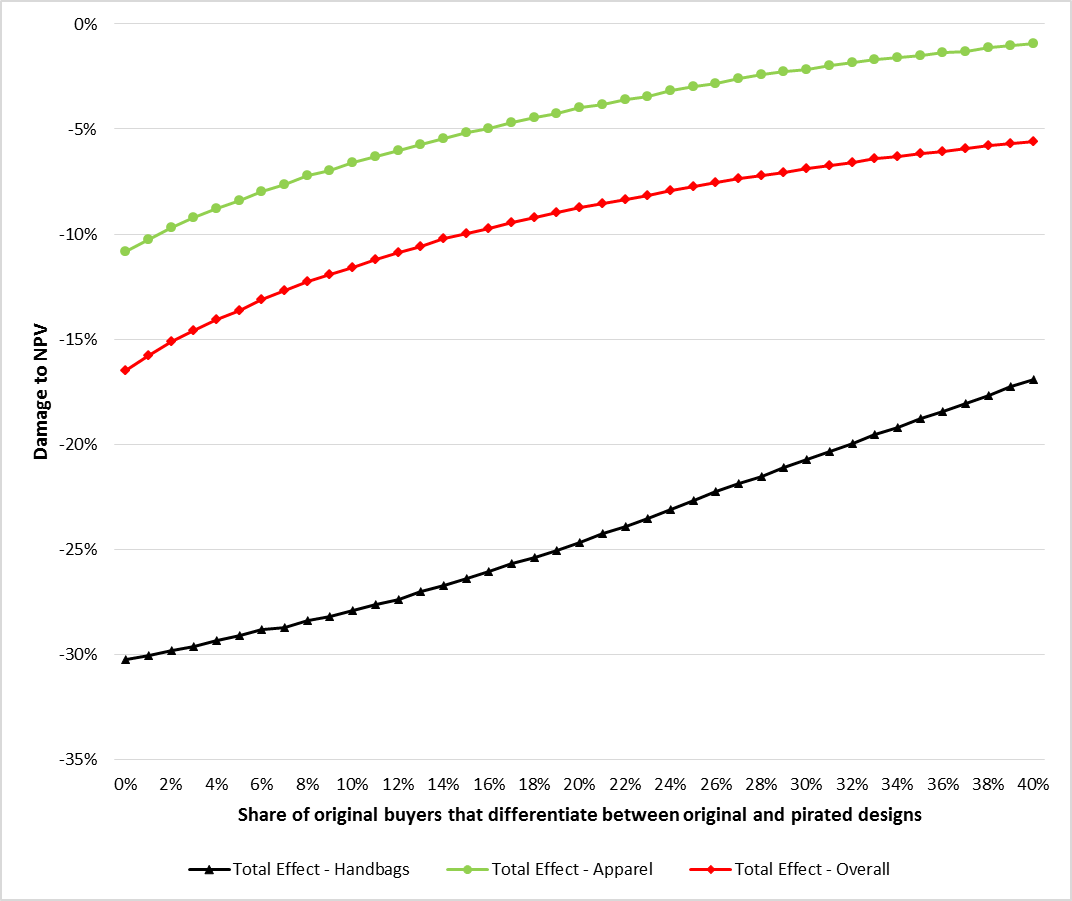 0%
-5%
-10%
-15%
-20%
-25%
-30%
-35%
Damage to NPV
0% 2% 4% 6% 8% 10% 12% 14% 16% 18% 20% 22% 24% 26% 28% 30% 32% 34% 36% 38% 40%
Share of original buyers that differentiate between original and pirated designs
Total Effect - Handbags Total Effect - Apparel Total Effect - Overall